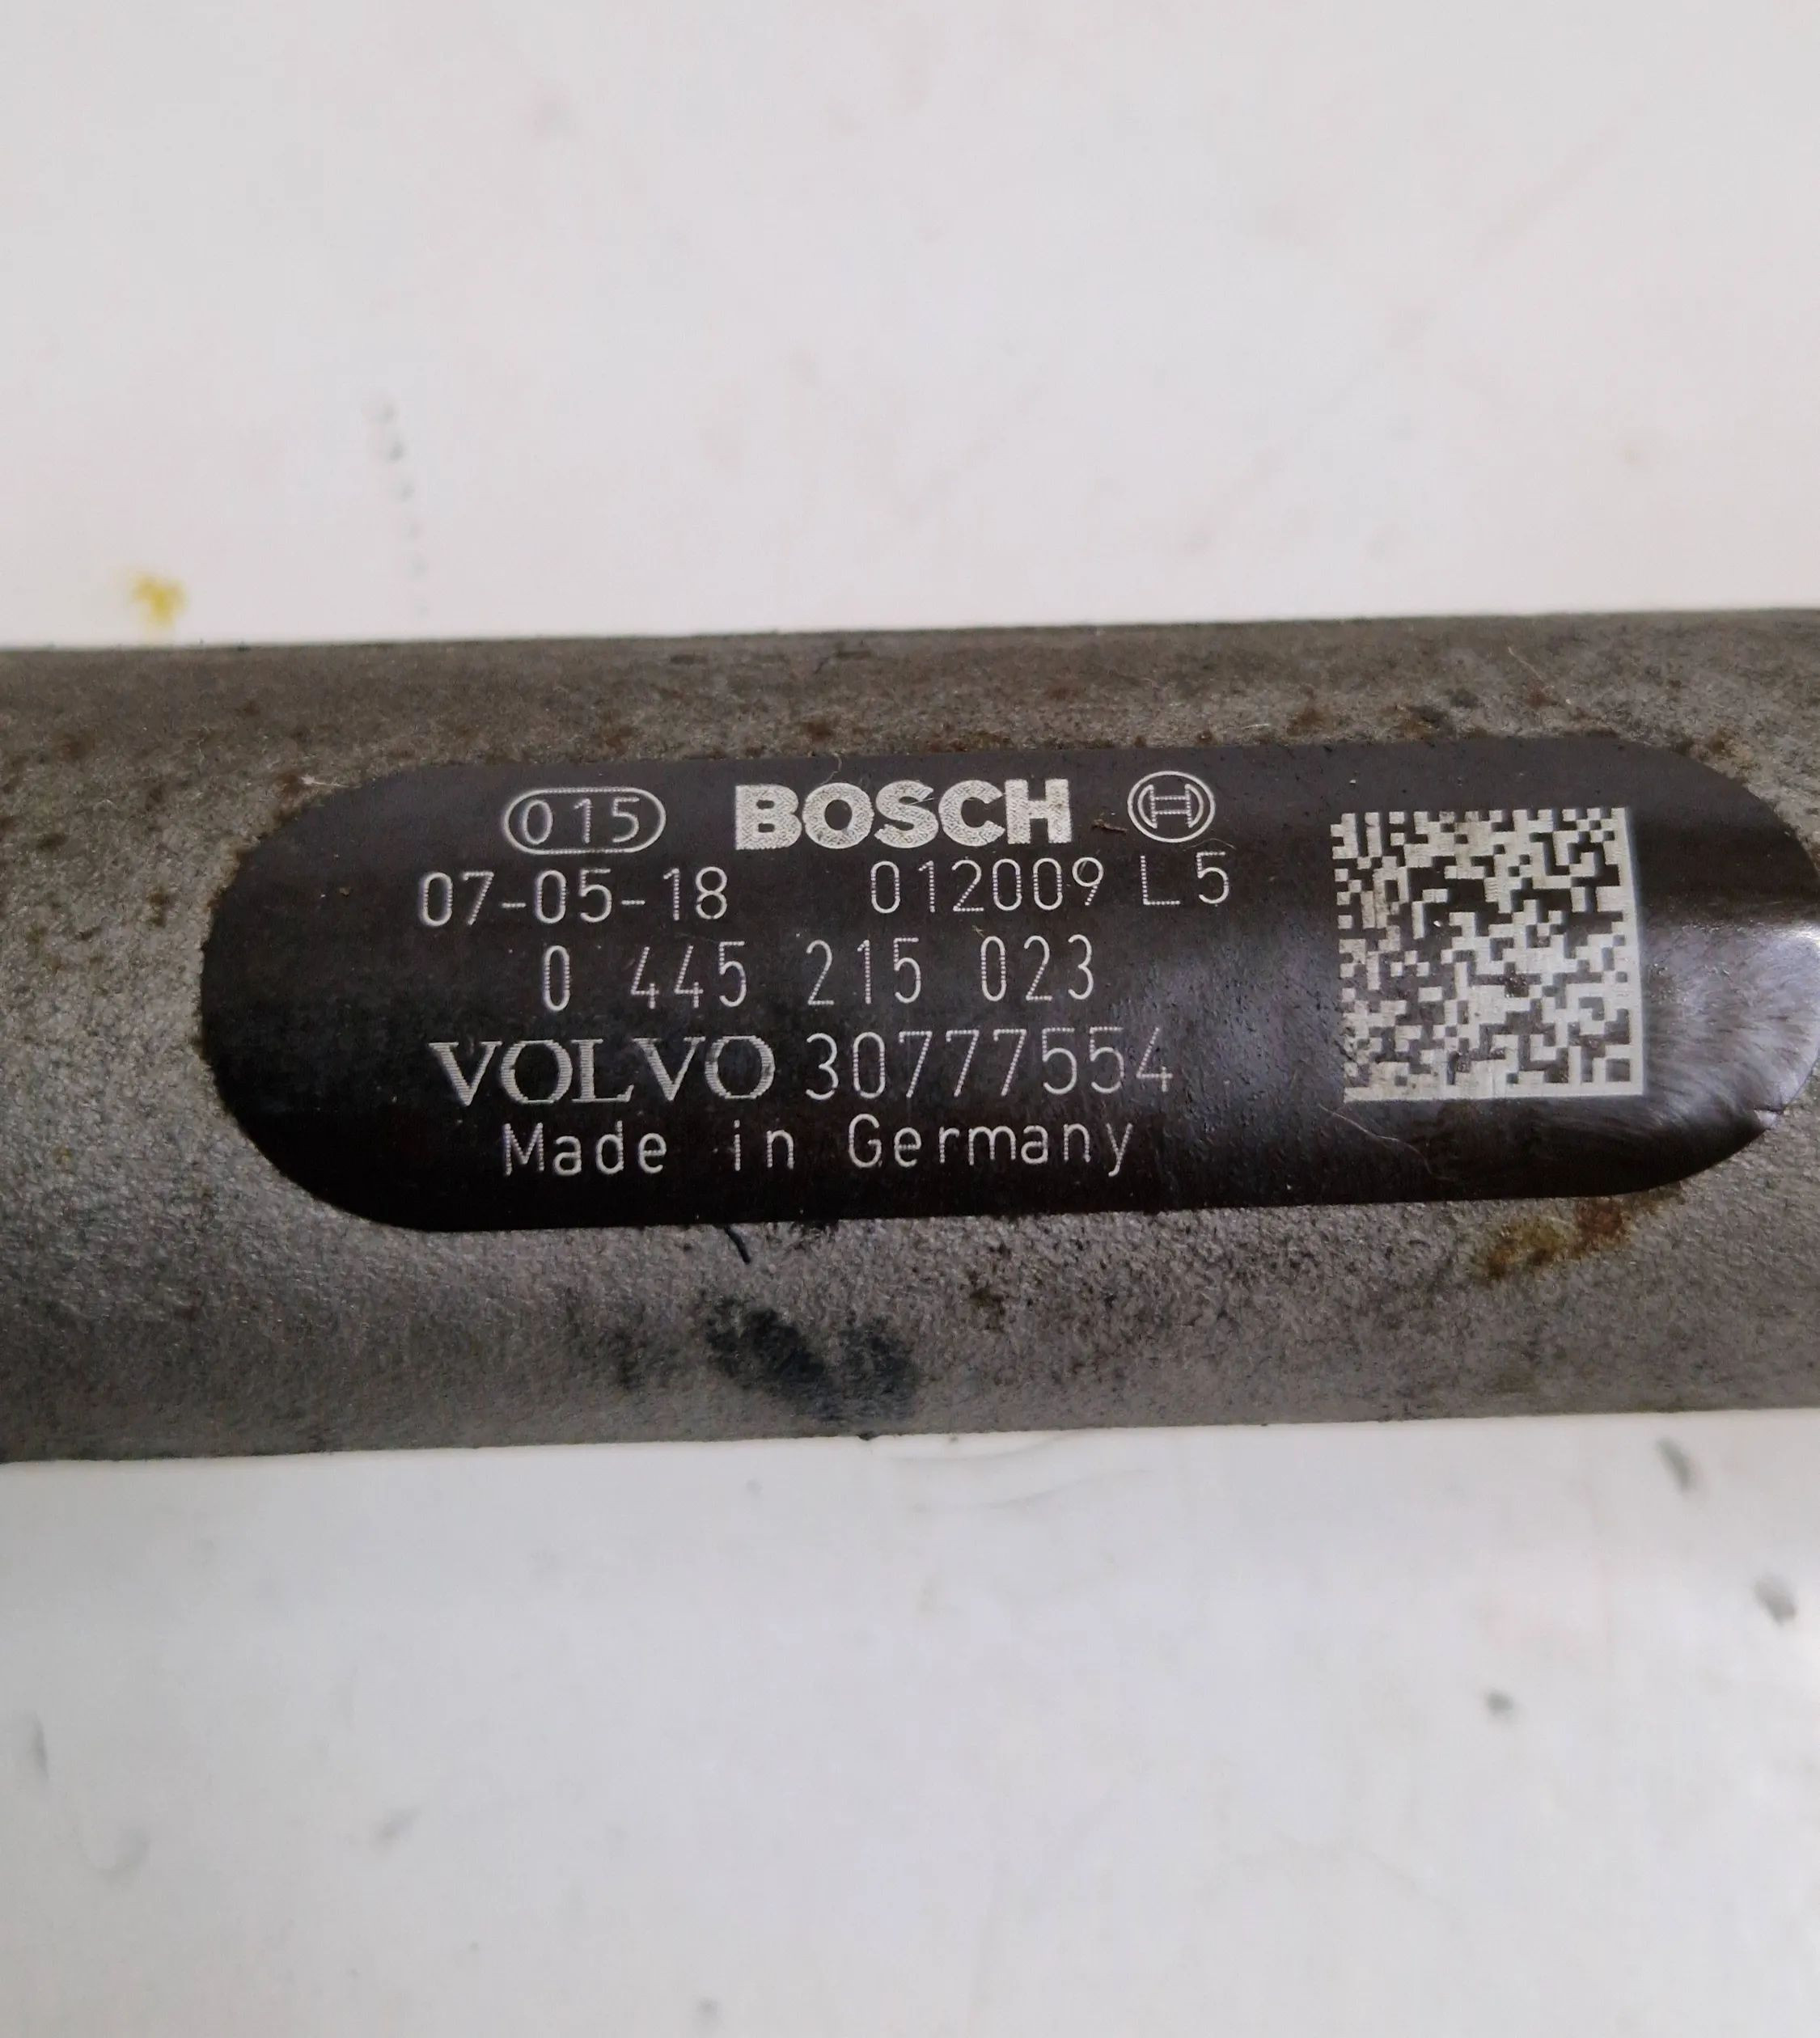 015 BOSCH
07-05-18 012009 L5
0 445 215 023
VOLVO 30777554
Made in Germany